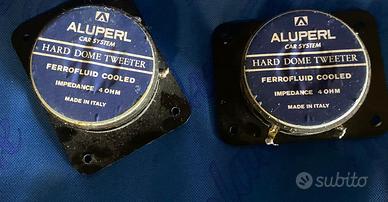 ALUPERL
CAR SYSTEM
HARD DOME TWEETER
FERROFLUID COOLED
IMPEDANCE 4 OHM
MADE IN ITALY
ALUPERL
CAR SYSTEM
HARD DOME TWEETER
FERROFLUID COOLED
IMPEDANCE 4 OHM
MADE IN ITALY
subito